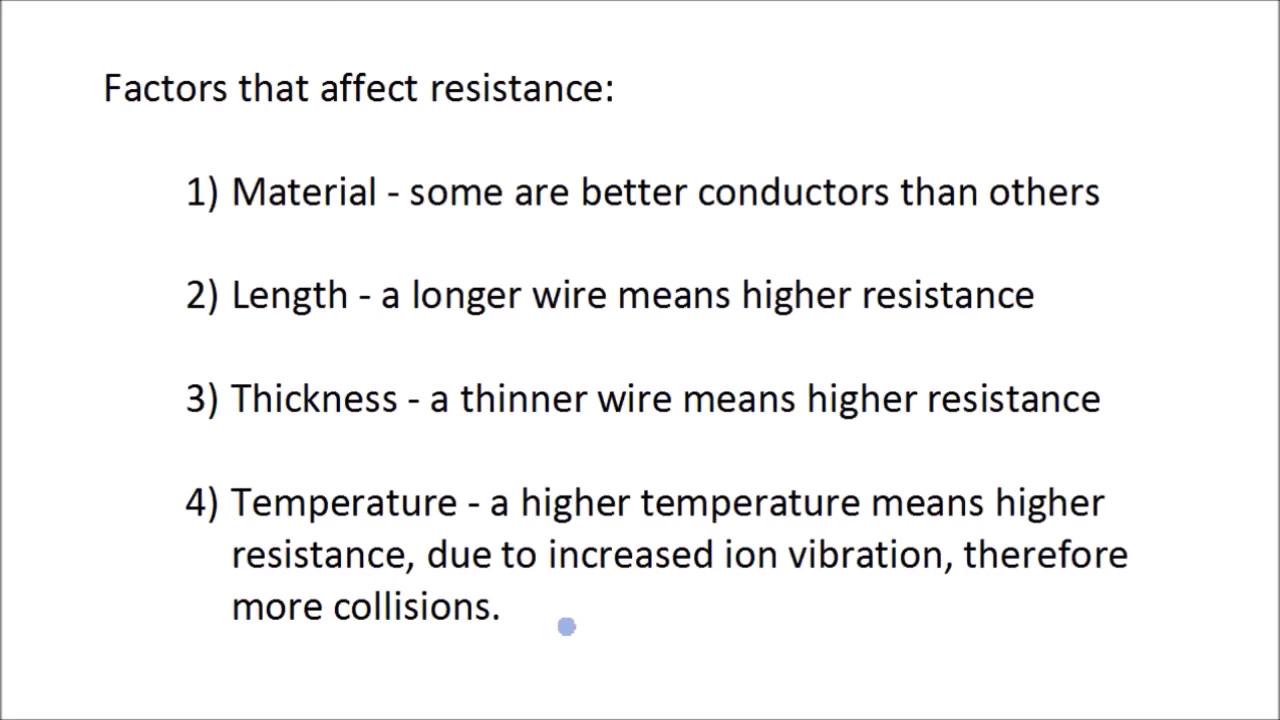 Factors that affect resistance:
1) Material - some are better conductors than others
2) Length - a longer wire means higher resistance
3) Thickness - a thinner wire means higher resistance
4) Temperature - a higher temperature means higher
resistance, due to increased ion vibration, therefore
more collisions.